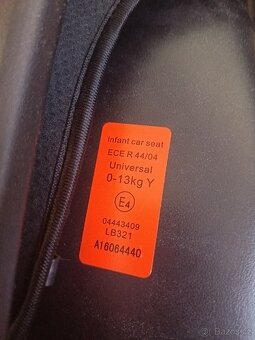 Infant car seat
ECE R 44/04
Universal
0-13kg Y
E4
04443409
LB321
A16064440